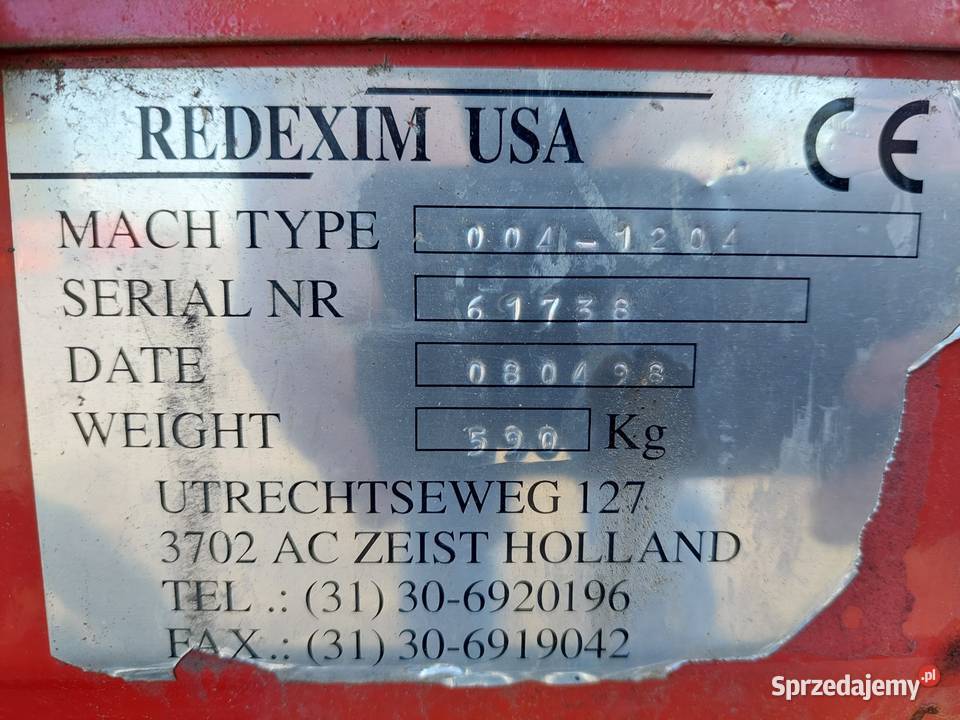 REDEXIM USA CE
MACH TYPE 004-1204
SERIAL NR 61738
DATE 080498
WEIGHT 590 Kg
UTRECHTSEWEG 127
3702 AC ZEIST HOLLAND
TEL .: (31) 30-6920196
FAX.: (31) 30-6919042
Sprzedajemy.pl